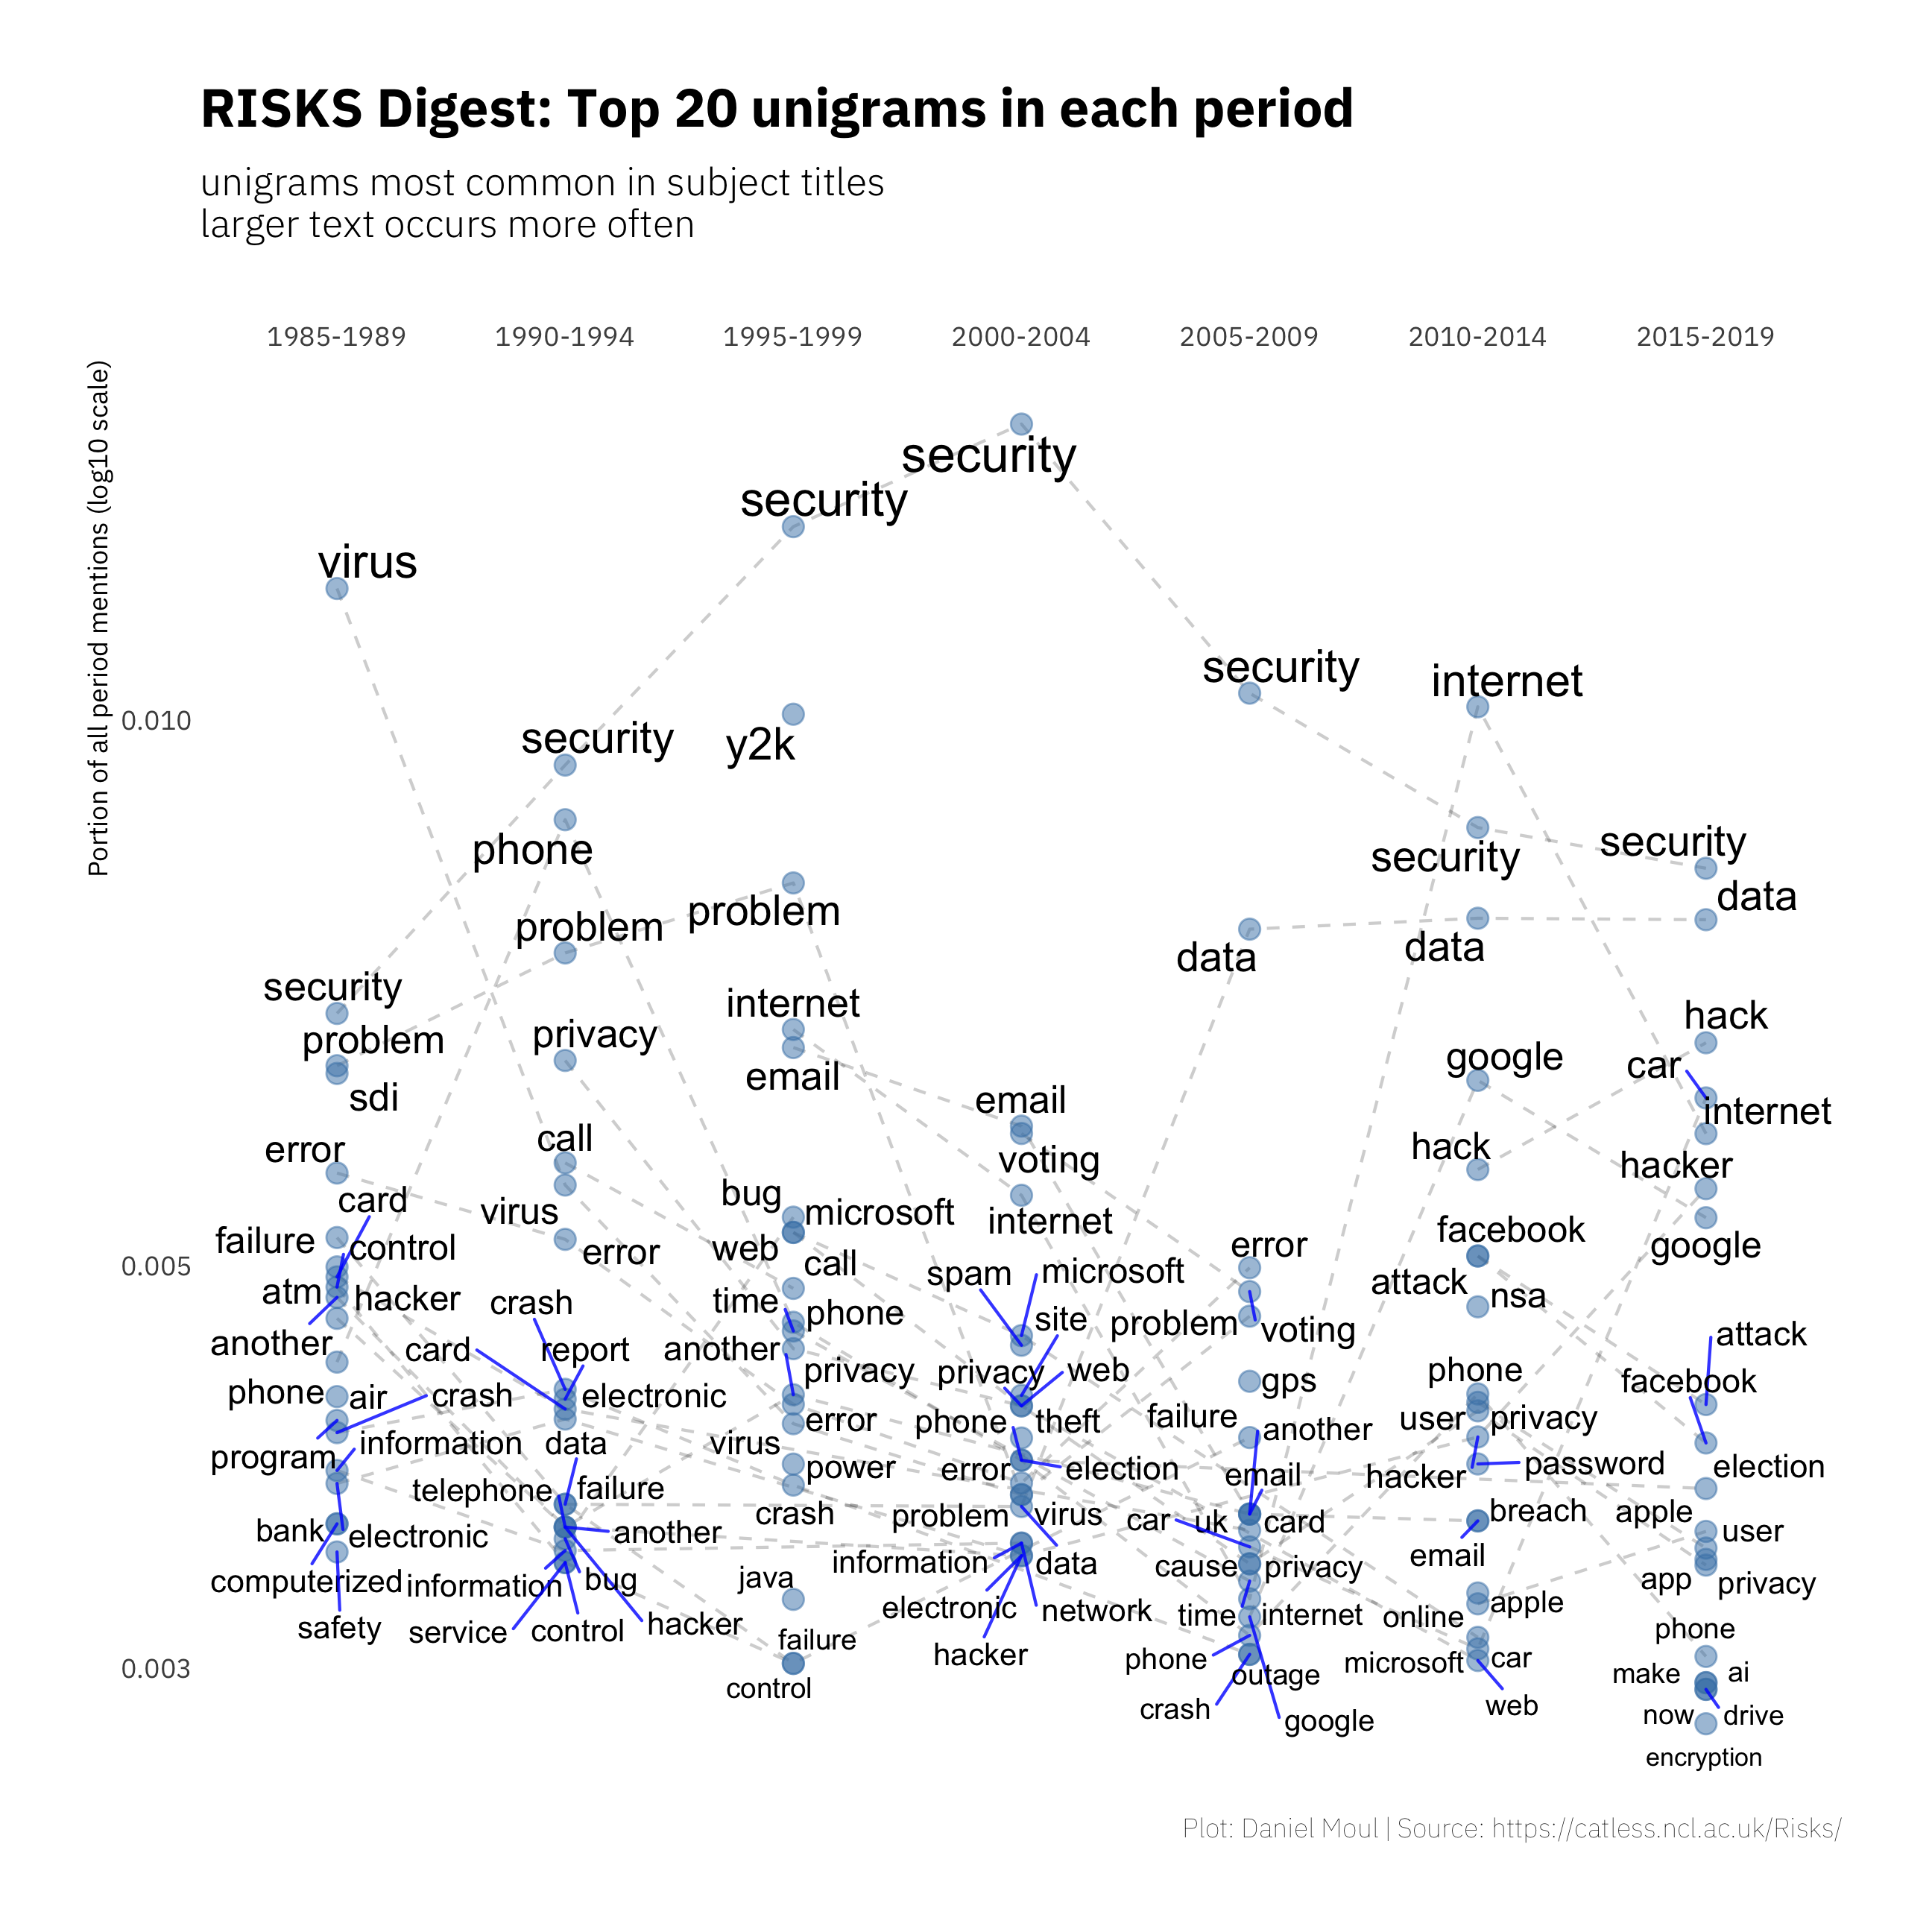 RISKS Digest: Top 20 unigrams in each period
unigrams most common in subject titles
larger text occurs more often
1985-1989 1990-1994 1995-1999 2000-2004 2005-2009 2010-2014 2015-2019
Portion of all period mentions (log10 scale)
0.010
0.005
0.003
virus
security
problem
sdi
error
card
failure
control
atm
hacker
another
phone
air
crash
program
information
bank
electronic
computerized
safety
security
phone
problem
privacy
call
virus
error
crash
card
report
electronic
data
telephone
failure
another
information
bug
service
control
hacker
security
y2k
problem
internet
email
bug
microsoft
web
call
time
phone
another
privacy
error
virus
power
crash
java
failure
control
security
email
voting
internet
spam
microsoft
site
privacy
web
phone
theft
error
election
problem
virus
information
data
electronic
network
hacker
security
data
error
problem
voting
gps
failure
another
email
car
uk
card
cause
privacy
time
internet
phone
outage
crash
google
internet
security
data
google
hack
facebook
attack
nsa
phone
user
privacy
hacker
password
breach
email
apple
online
microsoft
car
web
security
data
hack
car
internet
hacker
google
attack
facebook
election
apple
user
app
privacy
phone
make
ai
now
drive
encryption
Plot: Daniel Moul | Source: https://catless.ncl.ac.uk/Risks/